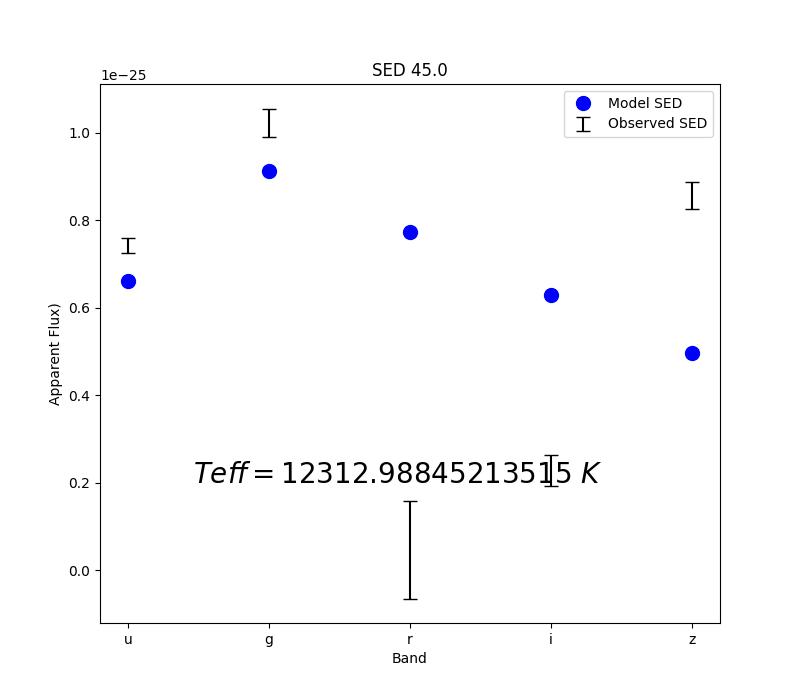 SED 45.0
1e−25
Model SED
Observed SED
1.0
0.8
0.6
0.4
0.2
0.0
Apparent Flux)
Teff = 12312.98845213515 K
u g r i z
Band